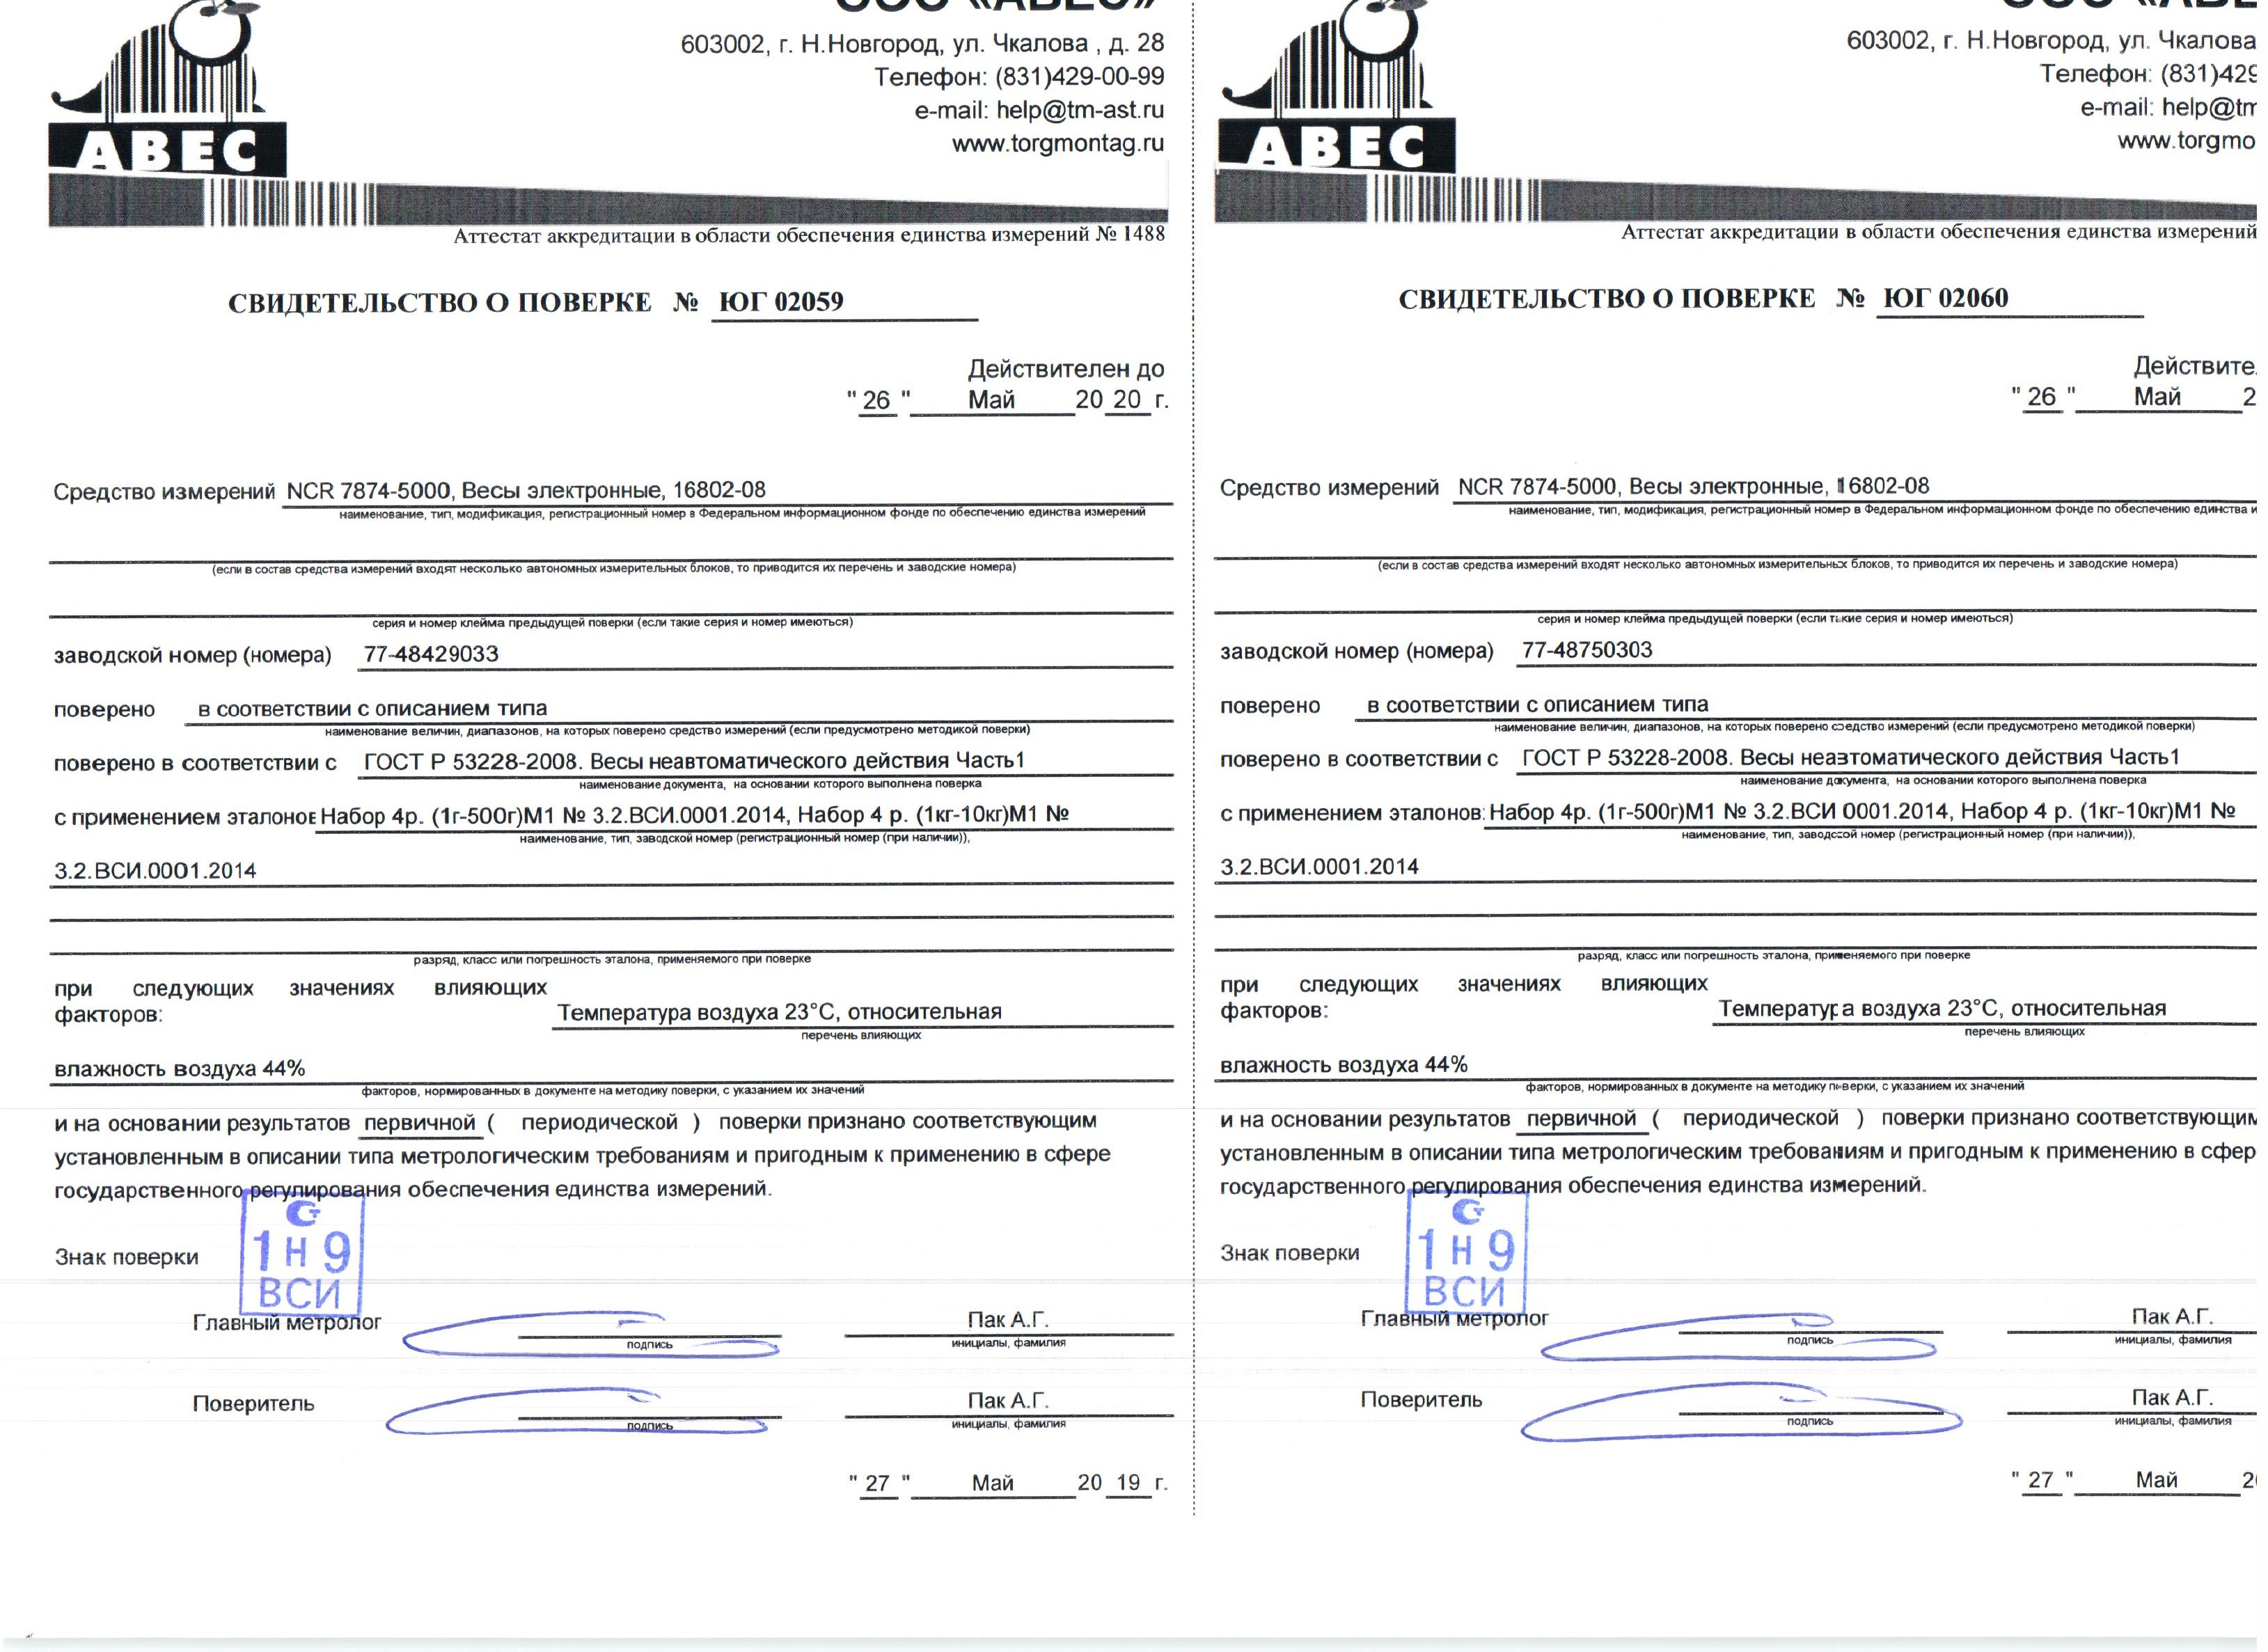 ООО «АВЕС»
603002, г. Н.Новгород, ул. Чкалова , д. 28
Телефон: (831)429-00-99
e-mail: help@tm-ast.ru
www.torgmontag.ru
АВЕС
Аттестат аккредитации в области обеспечения единства измерений № 1488
СВИДЕТЕЛЬСТВО О ПОВЕРКЕ № ЮГ 02059
Действителен до
" 26 " Май 20 20 г.
Средство измерений NCR 7874-5000, Весы электронные, 16802-08
наименование, тип, модификация, регистрационный номер в Федеральном информационном фонде по обеспечению единства измерений
(если в состав средства измерений входят несколько автономных измерительных блоков, то приводится их перечень и заводские номера)
серия и номер клейма предыдущей поверки (если такие серия и номер имеються)
заводской номер (номера) 77-48429033
поверено в соответствии с описанием типа
наименование величин, диапазонов, на которых поверено средство измерений (если предусмотрено методикой поверки)
поверено в соответствии с ГОСТ Р 53228-2008. Весы неавтоматического действия Часть1
наименование документа, на основании которого выполнена поверка
с применением эталонов Набор 4р. (1г-500г)М1 № 3.2.ВСИ.0001.2014, Набор 4 р. (1кг-10кг)М1 №
наименование, тип, заводской номер (регистрационный номер (при наличии)),
3.2.ВСИ.0001.2014
разряд, класс или погрешность эталона, применяемого при поверке
при следующих значениях влияющих
факторов: Температура воздуха 23°С, относительная
перечень влияющих
влажность воздуха 44%
факторов, нормированных в документе на методику поверки, с указанием их значений
и на основании результатов первичной ( периодической ) поверки признано соответствующим
установленным в описании типа метрологическим требованиям и пригодным к применению в сфере
государственного регулирования обеспечения единства измерений.
Знак поверки
1 Н 9
ВСИ
Главный метролог Пак А.Г.
подпись инициалы, фамилия
Поверитель Пак А.Г.
подпись инициалы, фамилия
" 27 " Май 20 19 г.
ООО «АВЕ
603002, г. Н.Новгород, ул. Чкалова
Телефон: (831)429
e-mail: help@tm
www.torgmo
АВЕС
Аттестат аккредитации в области обеспечения единства измерений
СВИДЕТЕЛЬСТВО О ПОВЕРКЕ № ЮГ 02060
Действите
" 26 " Май 2
Средство измерений NCR 7874-5000, Весы электронные, 16802-08
наименование, тип, модификация, регистрационный номер в Федеральном информационном фонде по обеспечению единства и
(если в состав средства измерений входят несколько автономных измерительных блоков, то приводится их перечень и заводские номера)
серия и номер клейма предыдущей поверки (если такие серия и номер имеються)
заводской номер (номера) 77-48750303
поверено в соответствии с описанием типа
наименование величин, диапазонов, на которых поверено средство измерений (если предусмотрено методикой поверки)
поверено в соответствии с ГОСТ Р 53228-2008. Весы неавтоматического действия Часть1
наименование документа, на основании которого выполнена поверка
с применением эталонов: Набор 4р. (1г-500г)М1 № 3.2.ВСИ 0001.2014, Набор 4 р. (1кг-10кг)М1 №
наименование, тип, заводской номер (регистрационный номер (при наличии)),
3.2.ВСИ.0001.2014
разряд, класс или погрешность эталона, применяемого при поверке
при следующих значениях влияющих
факторов: Температура воздуха 23°С, относительная
перечень влияющих
влажность воздуха 44%
факторов, нормированных в документе на методику поверки, с указанием их значений
и на основании результатов первичной ( периодической ) поверки признано соответствующим
установленным в описании типа метрологическим требованиям и пригодным к применению в сфер
государственного регулирования обеспечения единства измерений.
Знак поверки
1 Н 9
ВСИ
Главный метролог Пак А.Г.
подпись инициалы, фамилия
Поверитель Пак А.Г.
подпись инициалы, фамилия
" 27 " Май 20